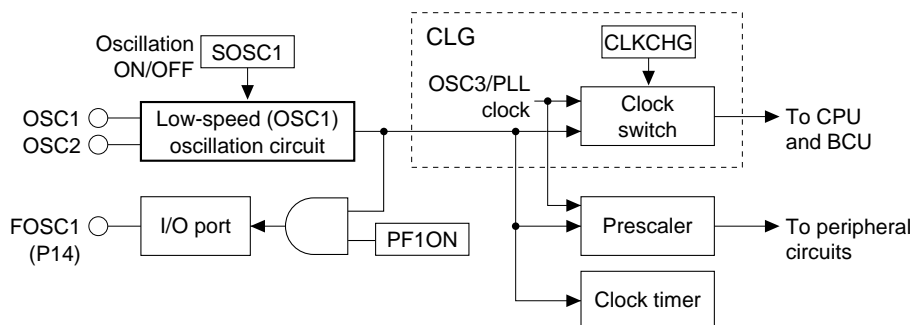 Oscillation
ON/OFF
SOSC1
CLG
CLKCHG
OSC3/PLL
clock
OSC1
OSC2
Low-speed (OSC1)
oscillation circuit
Clock
switch
To CPU
and BCU
FOSC1
(P14)
I/O port
PF1ON
Prescaler
To peripheral
circuits
Clock timer